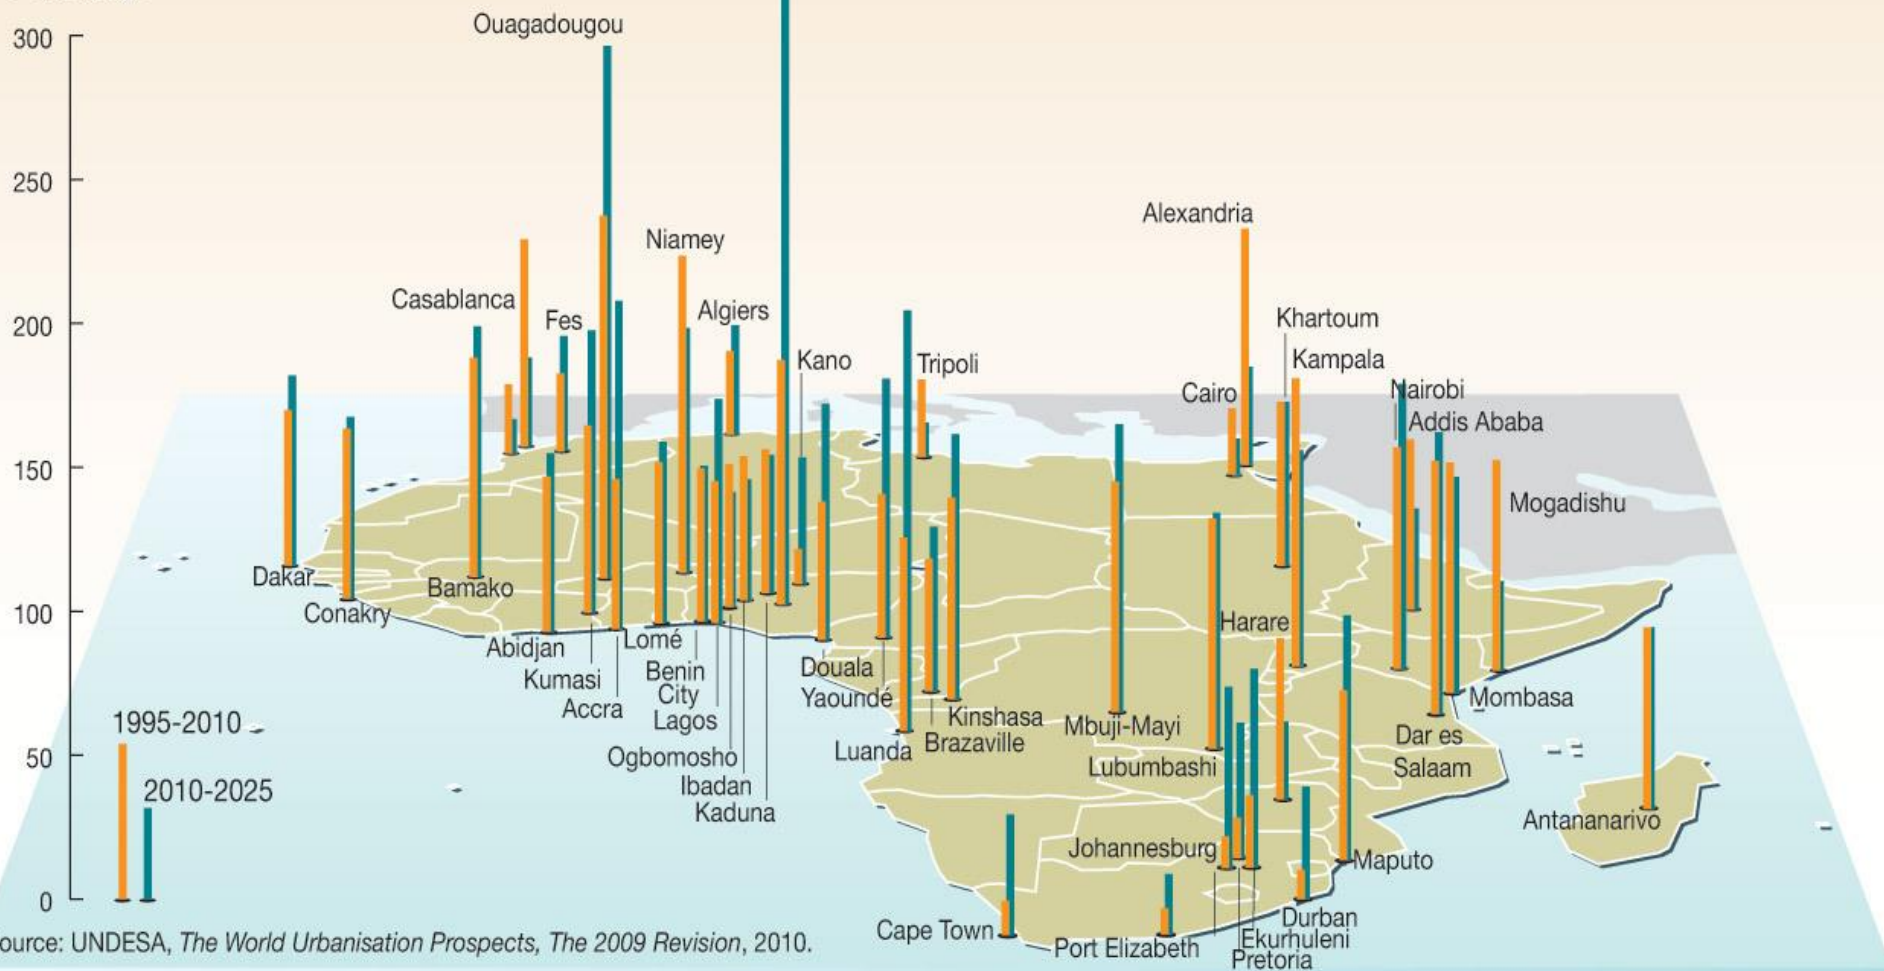 300
250
200
150
100
50
0
Ouagadougou
Niamey
Casablanca
Fes
Algiers
Kano
Tripoli
Alexandria
Khartoum
Kampala
Cairo
Nairobi
Addis Ababa
Mogadishu
Dakar
Conakry
Bamako
Abidjan
Kumasi
Accra
Lomé
Benin
City
Lagos
Ogbomosho
Ibadan
Kaduna
Douala
Yaoundé
Luanda
Kinshasa
Brazaville
Mbuji-Mayi
Lubumbashi
Harare
Mombasa
Dar es
Salaam
Antananarivo
Johannesburg
Maputo
Cape Town
Port Elizabeth
Durban
Ekurhuleni
Pretoria
1995-2010
2010-2025
ource: UNDESA, The World Urbanisation Prospects, The 2009 Revision, 2010.